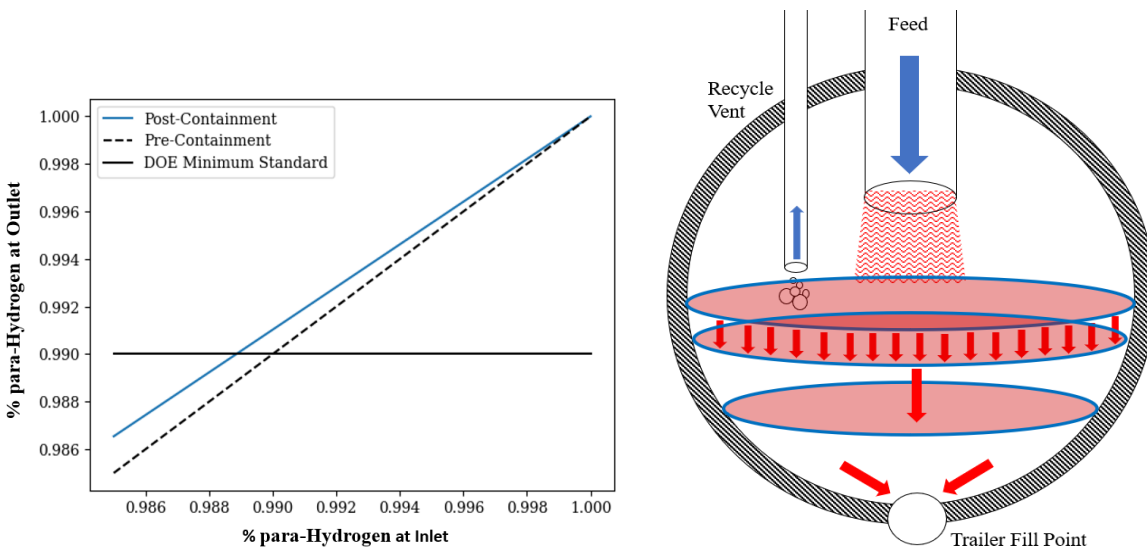 Post-Containment
Pre-Containment
DOE Minimum Standard
1.000
0.998
0.996
0.994
0.992
0.990
0.988
0.986
% para-Hydrogen at Outlet
0.986
0.988
0.990
0.992
0.994
0.996
0.998
1.000
% para-Hydrogen at Inlet
Feed
Recycle
Vent
Trailer Fill Point